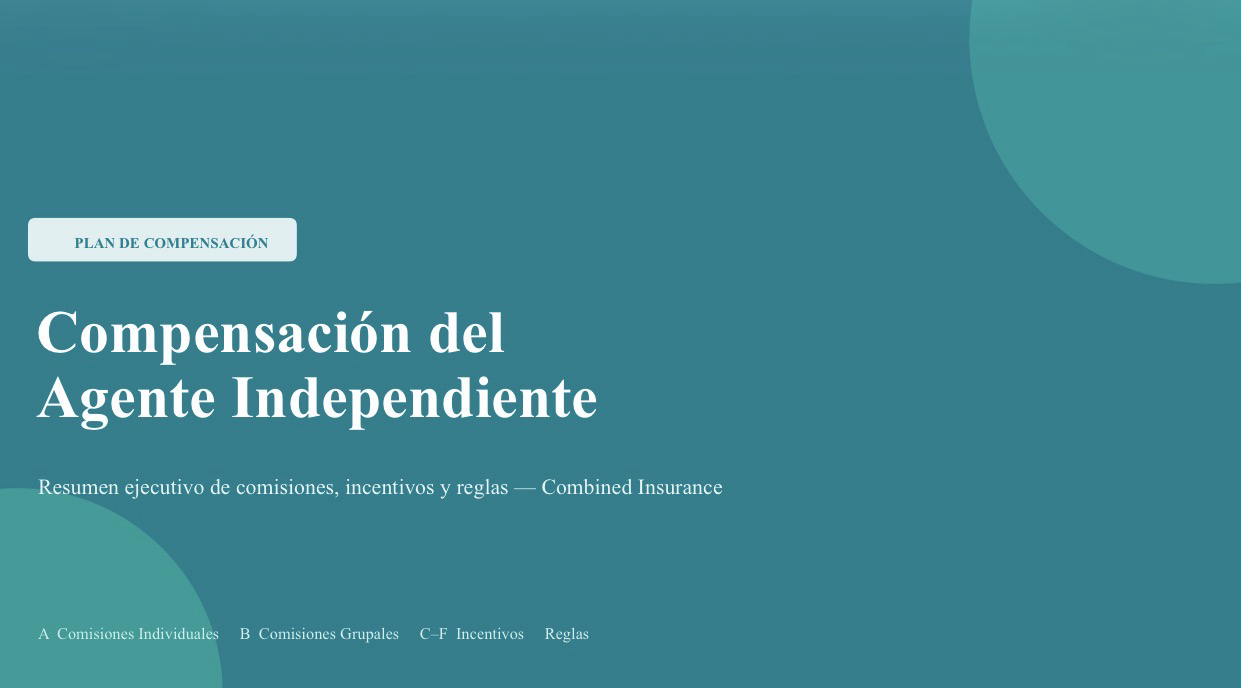 PLAN DE COMPENSACIÓN
Compensación del
Agente Independiente
Resumen ejecutivo de comisiones, incentivos y reglas — Combined Insurance
A Comisiones Individuales B Comisiones Grupales C–F Incentivos Reglas